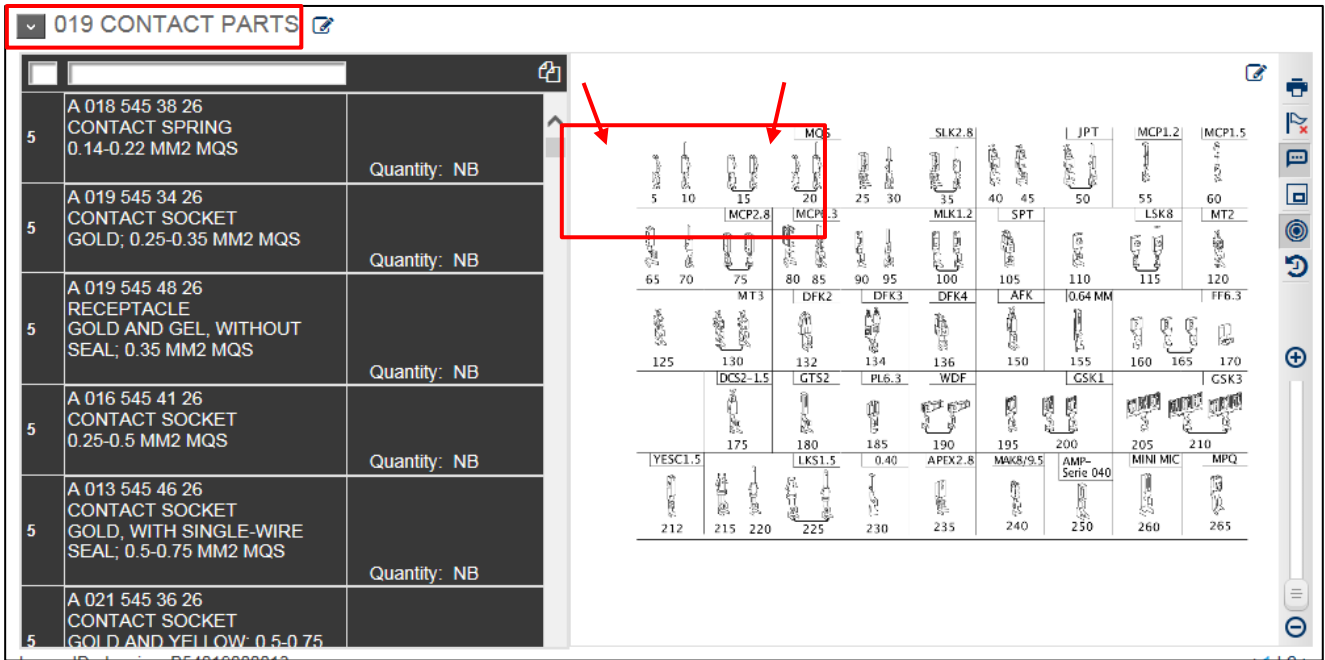 019 CONTACT PARTS
5
A 018 545 38 26
CONTACT SPRING
0.14-0.22 MM2 MQS
Quantity: NB
5
A 019 545 34 26
CONTACT SOCKET
GOLD; 0.25-0.35 MM2 MQS
Quantity: NB
5
A 019 545 48 26
RECEPTACLE
GOLD AND GEL, WITHOUT
SEAL; 0.35 MM2 MQS
Quantity: NB
5
A 016 545 41 26
CONTACT SOCKET
0.25-0.5 MM2 MQS
Quantity: NB
5
A 013 545 46 26
CONTACT SOCKET
GOLD, WITH SINGLE-WIRE
SEAL; 0.5-0.75 MM2 MQS
Quantity: NB
5
A 021 545 36 26
CONTACT SOCKET
GOLD AND YELLOW; 0.5-0.75
MQS SLK2.8 JPT MCP1.2 MCP1.5
5 10 15 20 25 30 35 40 45 50 55 60
MCP2.8 MCP6.3 MLK1.2 SPT LSK8 MT2
65 70 75 80 85 90 95 100 105 110 115 120
MT3 DFK2 DFK3 DFK4 AFK 0.64 MM FF6.3
125 130 132 134 136 150 155 160 165 170
DCS2-1.5 GTS2 PL6.3 WDF GSK1 GSK3
175 180 185 190 195 200 205 210
YESC1.5 LKS1.5 0.40 APEX2.8 MAK8/9.5 AMP- MINI MIC MPQ
Serie 040
212 215 220 225 230 235 240 250 260 265